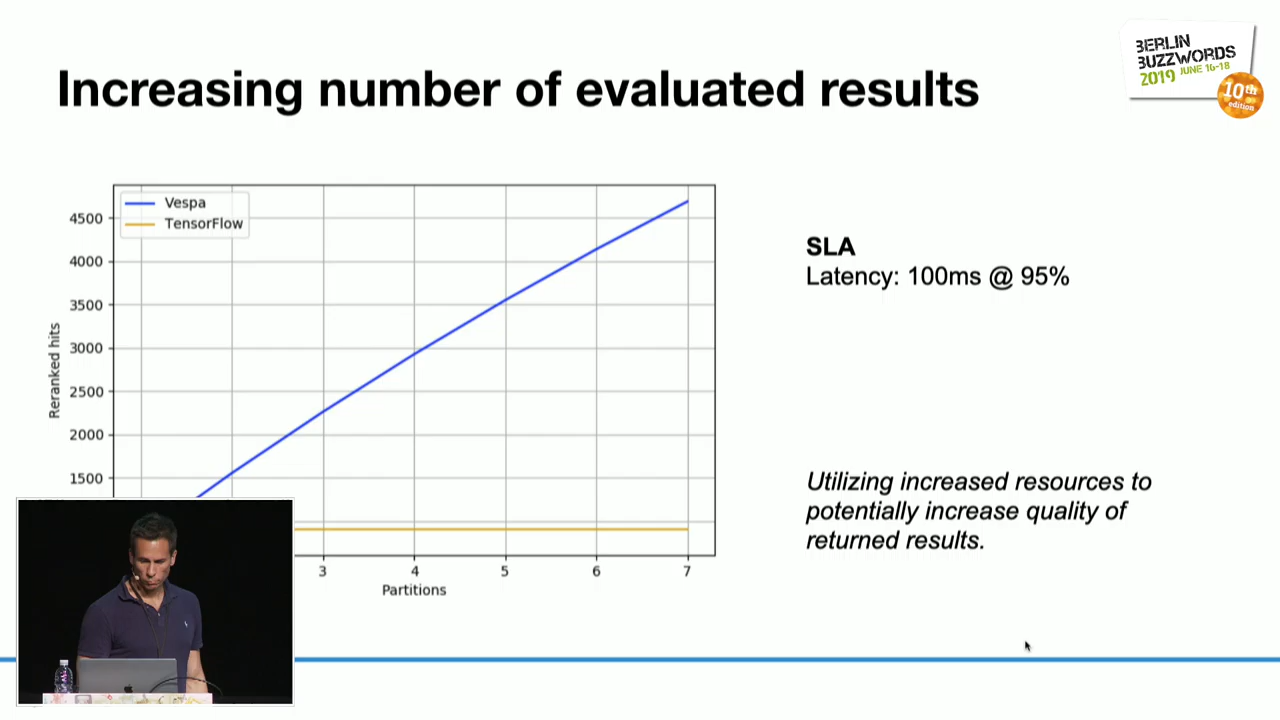 Increasing number of evaluated results
BERLIN
BUZZWORDS
2019 JUNE 16-18
10th
edition
Vespa
TensorFlow
4500
4000
3500
3000
2500
2000
1500
Reranked hits
3 4 5 6 7
Partitions
SLA
Latency: 100ms @ 95%
Utilizing increased resources to
potentially increase quality of
returned results.